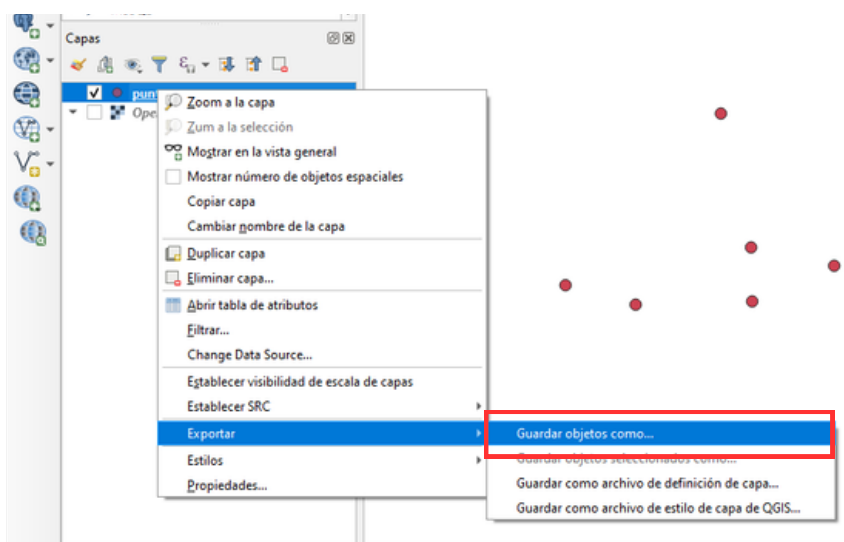 Capas
punt
Ope
Zoom a la capa
Zum a la selección
Mostrar en la vista general
Mostrar número de objetos espaciales
Copiar capa
Cambiar nombre de la capa
Duplicar capa
Eliminar capa...
Abrir tabla de atributos
Filtrar...
Change Data Source...
Establecer visibilidad de escala de capas
Establecer SRC
Exportar
Estilos
Propiedades...
Guardar objetos como...
Guardar objetos seleccionados como...
Guardar como archivo de definición de capa...
Guardar como archivo de estilo de capa de QGIS...